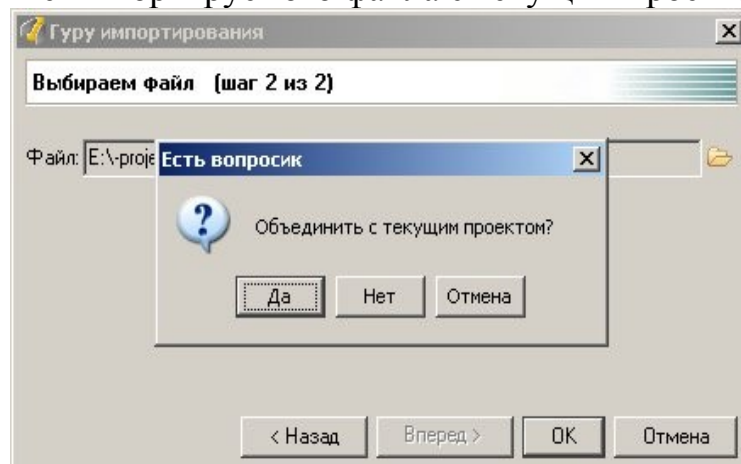 Гуру импортирования
Выбираем файл (шаг 2 из 2)
Файл: E:\-proje
Есть вопросик
Объединить с текущим проектом?
Да Нет Отмена
< Назад Вперед > OK Отмена